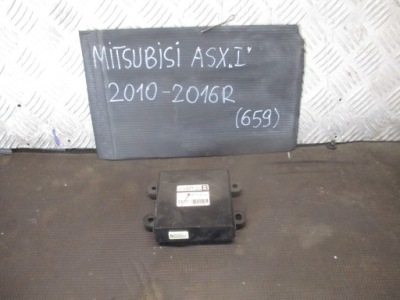 MITSUBISI ASX.I"
2010-2016R
(659)
R